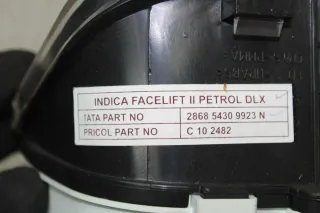 INDICA FACELIFT II PETROL DLX
TATA PART NO 2868 5430 9923 N
PRICOL PART NO C 10 2482